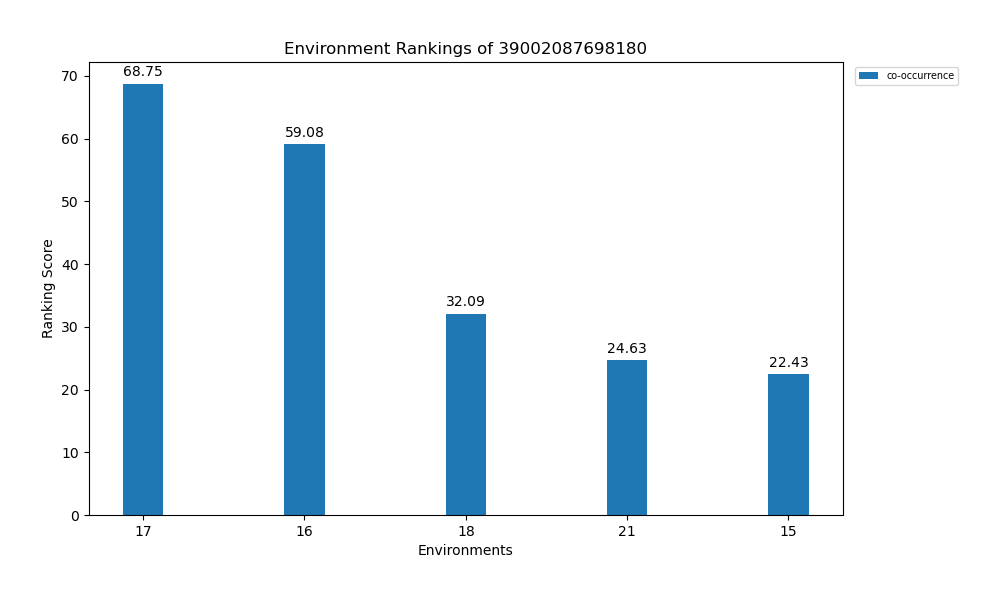 Environment Rankings of 39002087698180
co-occurrence
68.75
59.08
32.09
24.63
22.43
Ranking Score
70
60
50
40
30
20
10
0
17 16 18 21 15
Environments